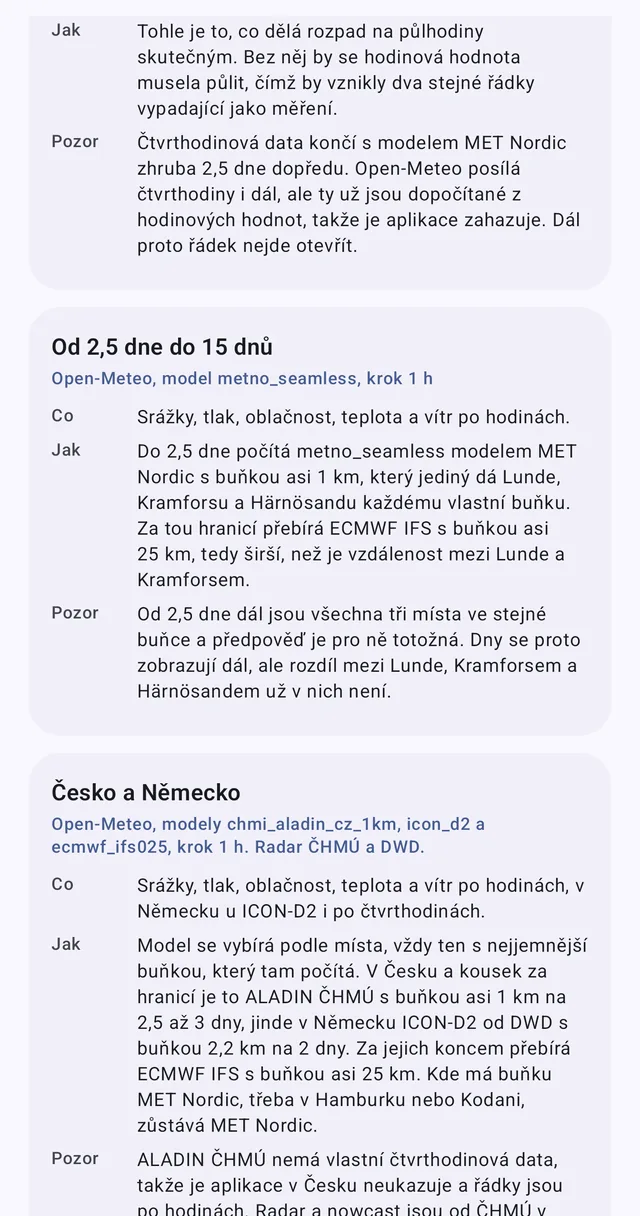 Jak
Tohle je to, co dělá rozpad na půlhodiny
skutečným. Bez něj by se hodinová hodnota
musela půlit, čímž by vznikly dva stejné řádky
vypadající jako měření.
Pozor
Čtvrthodinová data končí s modelem MET Nordic
zhruba 2,5 dne dopředu. Open-Meteo posílá
čtvrthodiny i dál, ale ty už jsou dopočítané z
hodinových hodnot, takže je aplikace zahazuje. Dál
proto řádek nejde otevřít.
Od 2,5 dne do 15 dnů
Open-Meteo, model metno_seamless, krok 1 h
Co
Srážky, tlak, oblačnost, teplota a vítr po hodinách.
Jak
Do 2,5 dne počítá metno_seamless modelem MET
Nordic s buňkou asi 1 km, který jediný dá Lunde,
Kramforsu a Härnösandu každému vlastní buňku.
Za tou hranicí přebírá ECMWF IFS s buňkou asi
25 km, tedy širší, než je vzdálenost mezi Lunde a
Kramforsem.
Pozor
Od 2,5 dne dál jsou všechna tři místa ve stejné
buňce a předpověď je pro ně totožná. Dny se proto
zobrazují dál, ale rozdíl mezi Lunde, Kramforsem a
Härnösandem už v nich není.
Česko a Německo
Open-Meteo, modely chmi_aladin_cz_1km, icon_d2 a
ecmwf_ifs025, krok 1 h. Radar ČHMÚ a DWD.
Co
Srážky, tlak, oblačnost, teplota a vítr po hodinách, v
Německu u ICON-D2 i po čtvrthodinách.
Jak
Model se vybírá podle místa, vždy ten s nejjemnější
buňkou, který tam počítá. V Česku a kousek za
hranicí je to ALADIN ČHMÚ s buňkou asi 1 km na
2,5 až 3 dny, jinde v Německu ICON-D2 od DWD s
buňkou 2,2 km na 2 dny. Za jejich koncem přebírá
ECMWF IFS s buňkou asi 25 km. Kde má buňku
MET Nordic, třeba v Hamburku nebo Kodani,
zůstává MET Nordic.
Pozor
ALADIN ČHMÚ nemá vlastní čtvrthodinová data,
takže je aplikace v Česku neukazuje a řádky jsou
po hodinách. Radar a nowcast jsou od ČHMÚ v